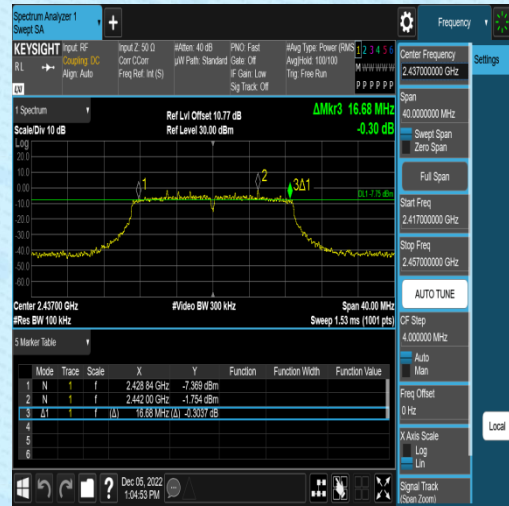 Spectrum Analyzer 1
Swept SA
Frequency
Settings
KEYSIGHT
Input: RF
Coupling: DC
Align: Auto
Input Z: 50 Ω
Corr CCorr
Freq Ref: Int (S)
#Atten: 40 dB
µW Path: Standard
PNO: Fast
Gate: Off
IF Gain: Low
Sig Track: Off
#Avg Type: Power (RMS
Avg|Hold: 100/100
Trig: Free Run
1 2 3 4 5 6
M W W W W W
P P P P P P
RL
LXI
1 Spectrum
Scale/Div 10 dB
Ref Lvl Offset 10.77 dB
Ref Level 30.00 dBm
ΔMkr3 16.68 MHz
-0.30 dB
Log
20.0
10.0
0.00
-10.0
-20.0
-30.0
-40.0
-50.0
-60.0
1
2
3Δ1
DL1 -7.75 dBm
Center 2.43700 GHz
#Res BW 100 kHz
#Video BW 300 kHz
Span 40.00 MHz
Sweep 1.53 ms (1001 pts)
5 Marker Table
Mode Trace Scale X Y Function Function Width Function Value
1 N 1 f 2.428 84 GHz -7.369 dBm
2 N 1 f 2.442 00 GHz -1.754 dBm
3 Δ1 1 f (Δ) 16.68 MHz (Δ) -0.3037 dB
4
5
6
Dec 05, 2022
1:04:53 PM
Center Frequency
2.437000000 GHz
Span
40.0000000 MHz
Swept Span
Zero Span
Full Span
Start Freq
2.417000000 GHz
Stop Freq
2.457000000 GHz
AUTO TUNE
CF Step
4.000000 MHz
Auto
Man
Freq Offset
0 Hz
X Axis Scale
Log
Lin
Signal Track
(Span Zoom)
Local